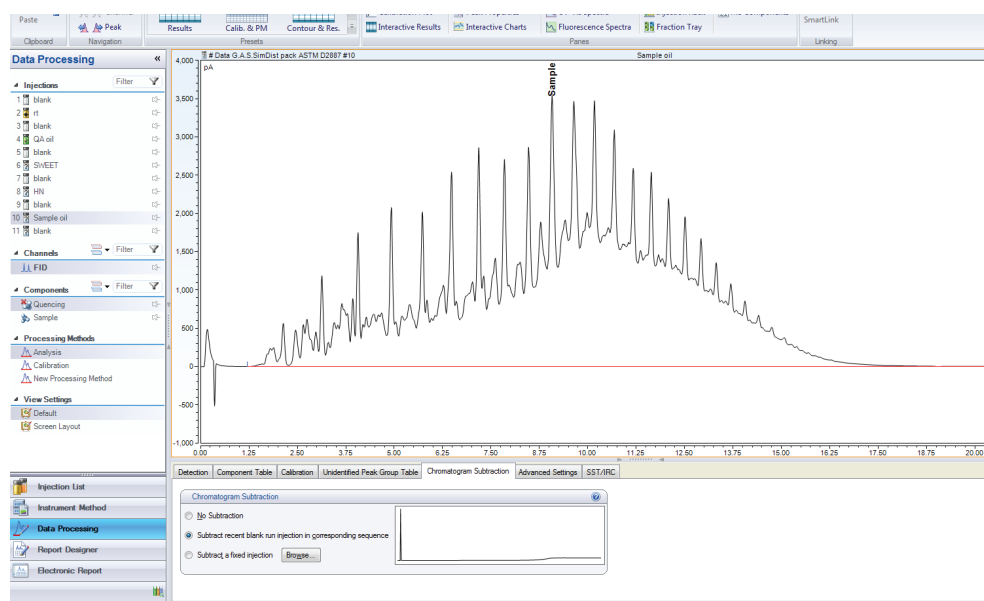 Paste
Peak
Results
Calib. & PM
Contour & Res.
Interactive Results
Interactive Charts
Fluorescence Spectra
Fraction Tray
SmartLink
Clipboard
Navigation
Presets
Panes
Linking
Data Processing
«
# Data G.A.S.SimDist pack ASTM D2887 #10
Sample oil
Injections
Filter
1 blank
2 rt
3 blank
4 QA oil
5 blank
6 SWEET
7 blank
8 HN
9 blank
10 Sample oil
11 blank
Channels
Filter
FID
Components
Filter
Quencing
Sample
Processing Methods
Analysis
Calibration
New Processing Method
View Settings
Default
Screen Layout
4,000
pA
Sample
3,500
3,000
2,500
2,000
1,500
1,000
500
0
-500
-1,000
0.00 1.25 2.50 3.75 5.00 6.25 7.50 8.75 10.00 11.25 12.50 13.75 15.00 16.25 17.50 18.75 20.00
Injection List
Instrument Method
Data Processing
Report Designer
Electronic Report
Detection Component Table Calibration Unidentified Peak Group Table Chromatogram Subtraction Advanced Settings SST/IRC
Chromatogram Subtraction
No Subtraction
Subtract recent blank run injection in corresponding sequence
Subtract a fixed injection Browse...